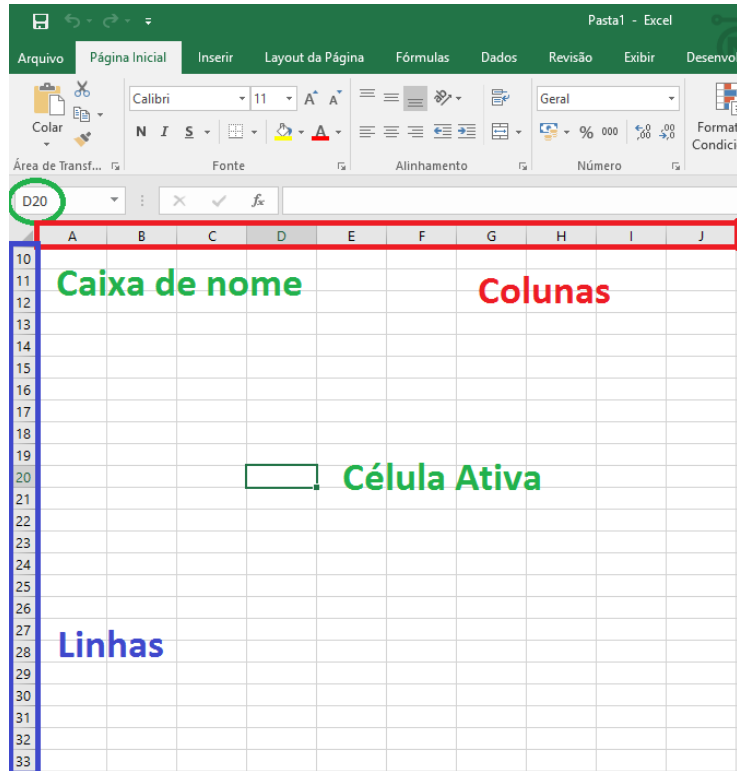 Pasta1 - Excel
Arquivo Página Inicial Inserir Layout da Página Fórmulas Dados Revisão Exibir
Colar
Calibri 11 A A
N I S A
Geral
% 000 ,00
Área de Transf... Fonte Alinhamento Número
D20 fx
A B C D E F G H I J
10
11
Caixa de nome
Colunas
12
13
14
15
16
17
18
19
20
Célula Ativa
21
22
23
24
25
26
27
Linhas
28
29
30
31
32
33